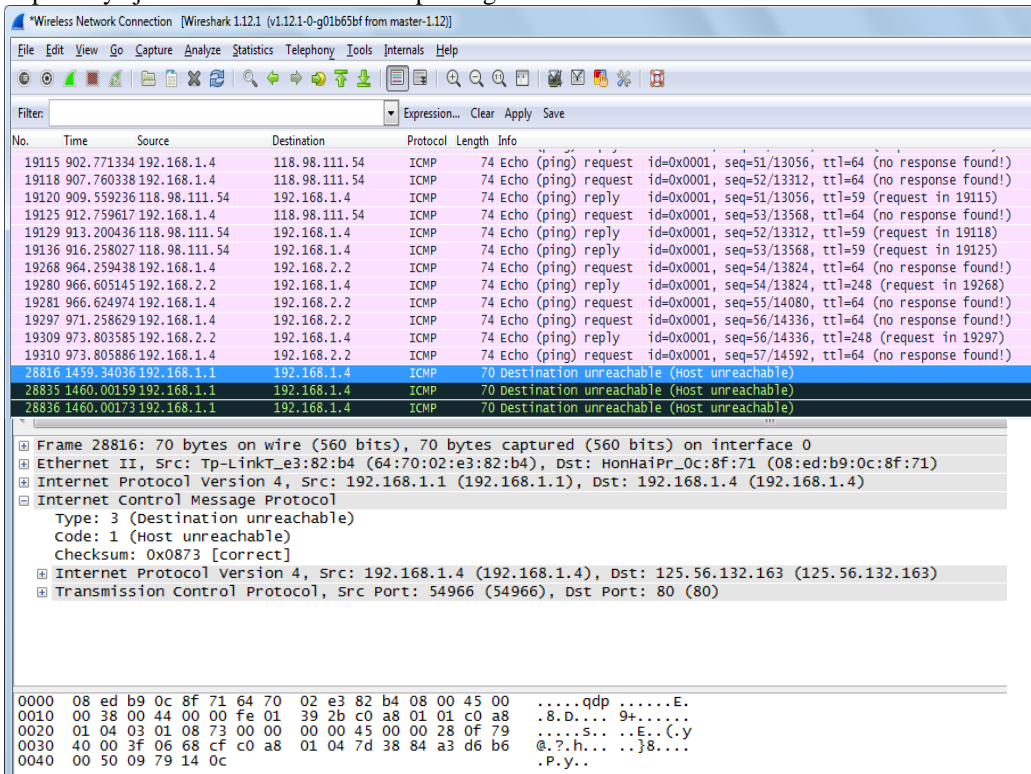 *Wireless Network Connection [Wireshark 1.12.1 (v1.12.1-0-g01b65bf from master-1.12)]
File Edit View Go Capture Analyze Statistics Telephony Tools Internals Help
Filter: Expression... Clear Apply Save
No. Time Source Destination Protocol Length Info
19115 902.771334 192.168.1.4 118.98.111.54 ICMP 74 Echo (ping) request id=0x0001, seq=51/13056, ttl=64 (no response found!)
19118 907.760338 192.168.1.4 118.98.111.54 ICMP 74 Echo (ping) request id=0x0001, seq=52/13312, ttl=64 (no response found!)
19120 909.559236 118.98.111.54 192.168.1.4 ICMP 74 Echo (ping) reply id=0x0001, seq=51/13056, ttl=59 (request in 19115)
19125 912.759617 192.168.1.4 118.98.111.54 ICMP 74 Echo (ping) request id=0x0001, seq=53/13568, ttl=64 (no response found!)
19129 913.200436 118.98.111.54 192.168.1.4 ICMP 74 Echo (ping) reply id=0x0001, seq=52/13312, ttl=59 (request in 19118)
19136 916.258027 118.98.111.54 192.168.1.4 ICMP 74 Echo (ping) reply id=0x0001, seq=53/13568, ttl=59 (request in 19125)
19268 964.259438 192.168.1.4 192.168.2.2 ICMP 74 Echo (ping) request id=0x0001, seq=54/13824, ttl=64 (no response found!)
19280 966.605145 192.168.2.2 192.168.1.4 ICMP 74 Echo (ping) reply id=0x0001, seq=54/13824, ttl=248 (request in 19268)
19281 966.624974 192.168.1.4 192.168.2.2 ICMP 74 Echo (ping) request id=0x0001, seq=55/14080, ttl=64 (no response found!)
19297 971.258629 192.168.1.4 192.168.2.2 ICMP 74 Echo (ping) request id=0x0001, seq=56/14336, ttl=64 (no response found!)
19309 973.803585 192.168.2.2 192.168.1.4 ICMP 74 Echo (ping) reply id=0x0001, seq=56/14336, ttl=248 (request in 19297)
19310 973.805886 192.168.1.4 192.168.2.2 ICMP 74 Echo (ping) request id=0x0001, seq=57/14592, ttl=64 (no response found!)
28816 1459.34036 192.168.1.1 192.168.1.4 ICMP 70 Destination unreachable (Host unreachable)
28835 1460.00159 192.168.1.1 192.168.1.4 ICMP 70 Destination unreachable (Host unreachable)
28836 1460.00173 192.168.1.1 192.168.1.4 ICMP 70 Destination unreachable (Host unreachable)
Frame 28816: 70 bytes on wire (560 bits), 70 bytes captured (560 bits) on interface 0
Ethernet II, Src: Tp-LinkT_e3:82:b4 (64:70:02:e3:82:b4), Dst: HonHaiPr_0c:8f:71 (08:ed:b9:0c:8f:71)
Internet Protocol Version 4, Src: 192.168.1.1 (192.168.1.1), Dst: 192.168.1.4 (192.168.1.4)
Internet Control Message Protocol
Type: 3 (Destination unreachable)
Code: 1 (Host unreachable)
Checksum: 0x0873 [correct]
Internet Protocol Version 4, Src: 192.168.1.4 (192.168.1.4), Dst: 125.56.132.163 (125.56.132.163)
Transmission Control Protocol, Src Port: 54966 (54966), Dst Port: 80 (80)
0000 08 ed b9 0c 8f 71 64 70 02 e3 82 b4 08 00 45 00 .....qdp ......E.
0010 00 38 00 44 00 00 fe 01 39 2b c0 a8 01 01 c0 a8 .8.D.... 9+......
0020 01 04 03 01 08 73 00 00 00 00 45 00 00 28 0f 79 .....s.. ..E..(.y
0030 40 00 3f 06 68 cf c0 a8 01 04 7d 38 84 a3 d6 b6 @.?.h... ..}8....
0040 00 50 09 79 14 0c .P.y..